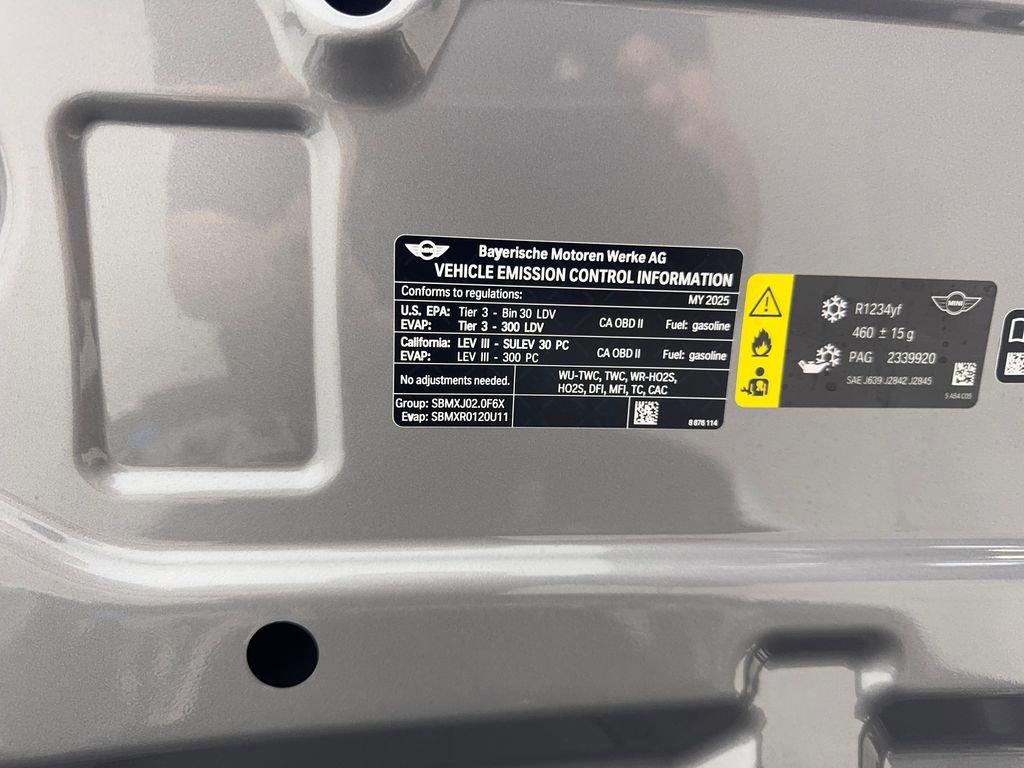 MINI
Bayerische Motoren Werke AG
VEHICLE EMISSION CONTROL INFORMATION
Conforms to regulations: MY 2025
U.S. EPA: Tier 3 - Bin 30 LDV
EVAP: Tier 3 - 300 LDV
CA OBD II Fuel: gasoline
California: LEV III - SULEV 30 PC
EVAP: LEV III - 300 PC
CA OBD II Fuel: gasoline
No adjustments needed.
WU-TWC, TWC, WR-HO2S,
HO2S, DFI, MFI, TC, CAC
Group: SBMXJ02.0F6X
Evap: SBMXR0120U11
8 876 114
R1234yf
MINI
460 ± 15 g
PAG 2339920
SAE J639 J2842 J2845
5 A54 C05